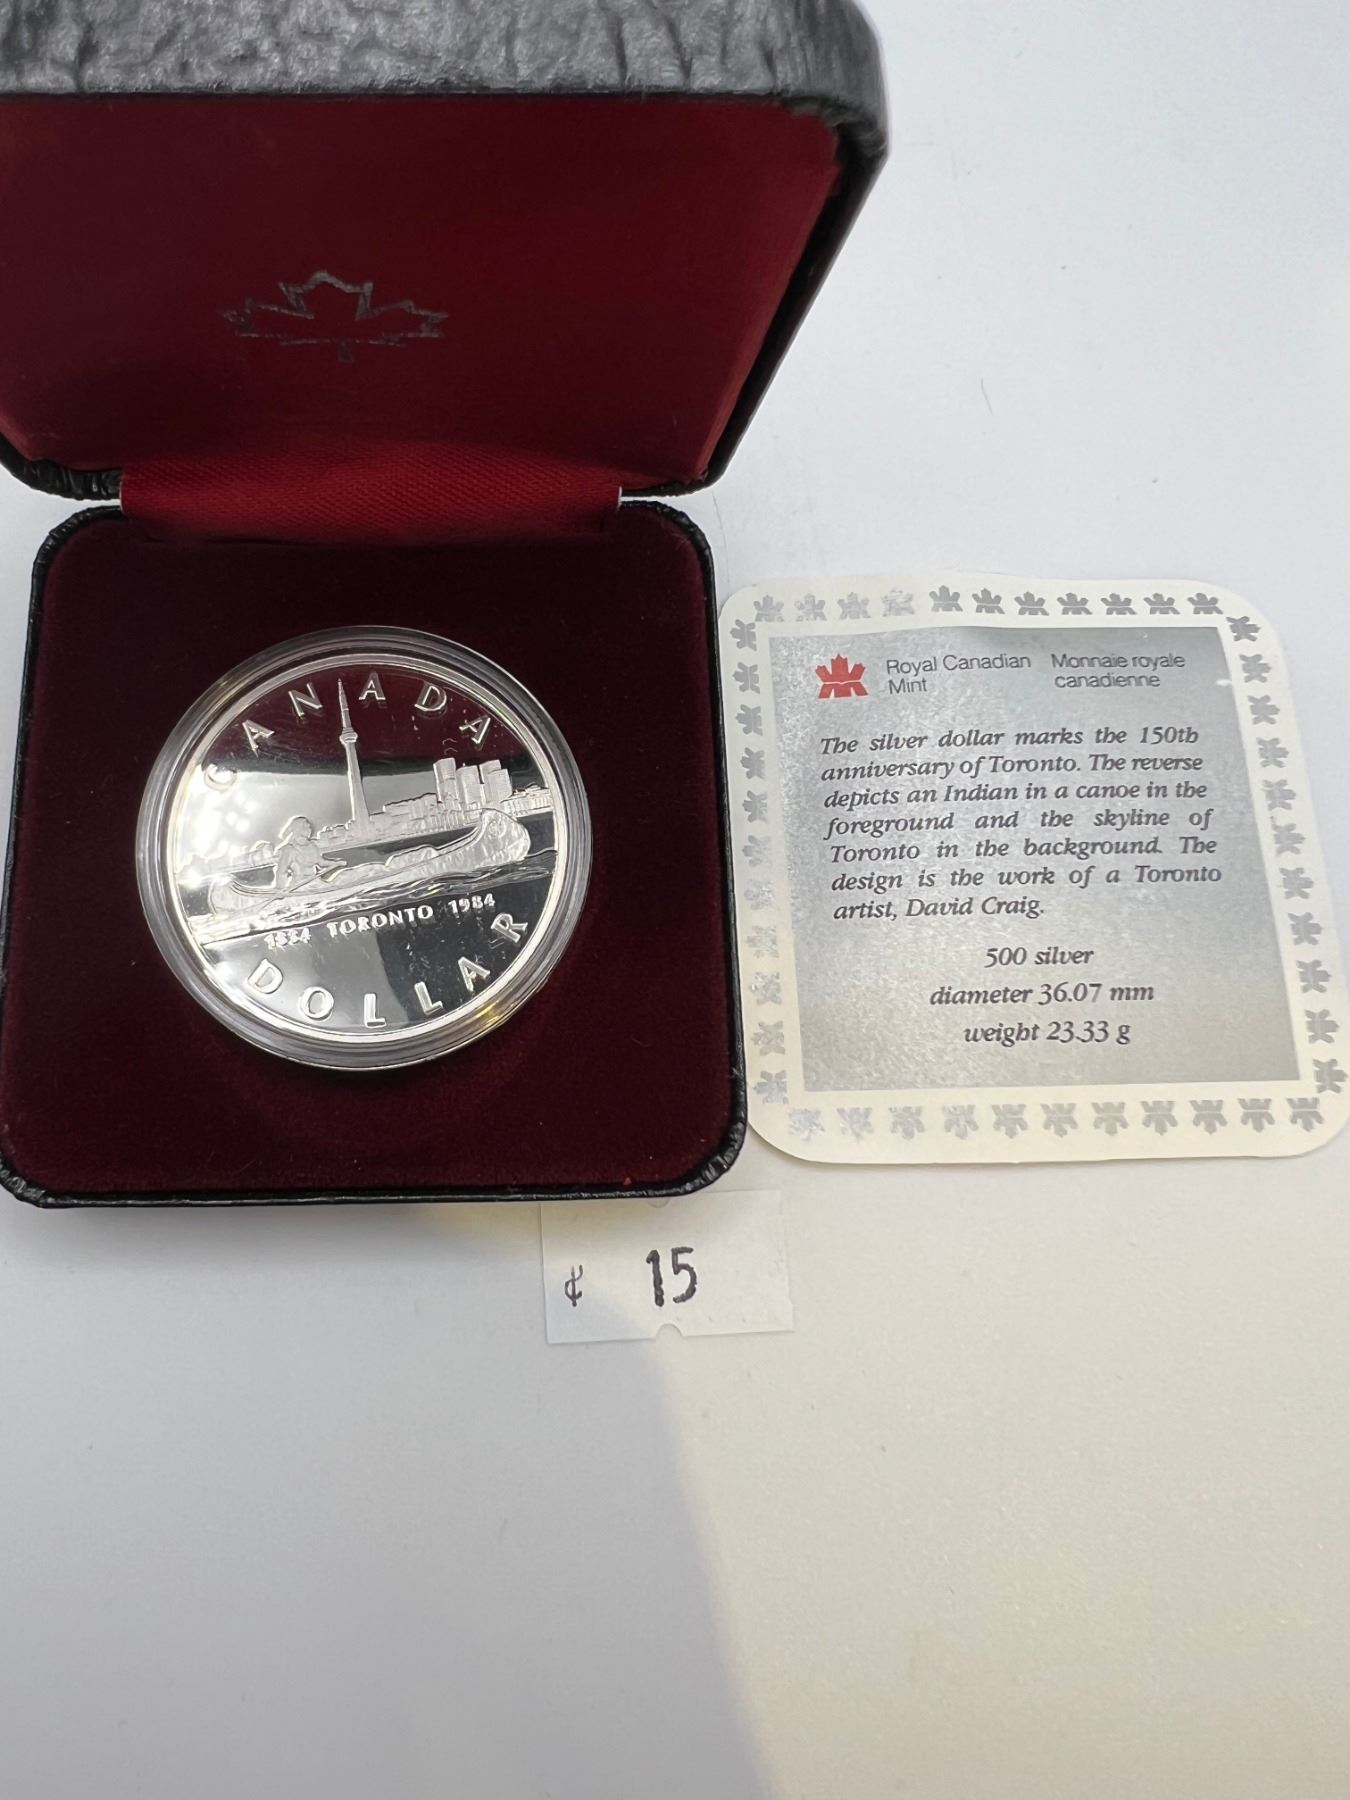 CANADA
1834 TORONTO 1984
DOLLAR
Royal Canadian Mint
Monnaie royale canadienne
The silver dollar marks the 150th
anniversary of Toronto. The reverse
depicts an Indian in a canoe in the
foreground and the skyline of
Toronto in the background. The
design is the work of a Toronto
artist, David Craig.
500 silver
diameter 36.07 mm
weight 23.33 g
¢ 15